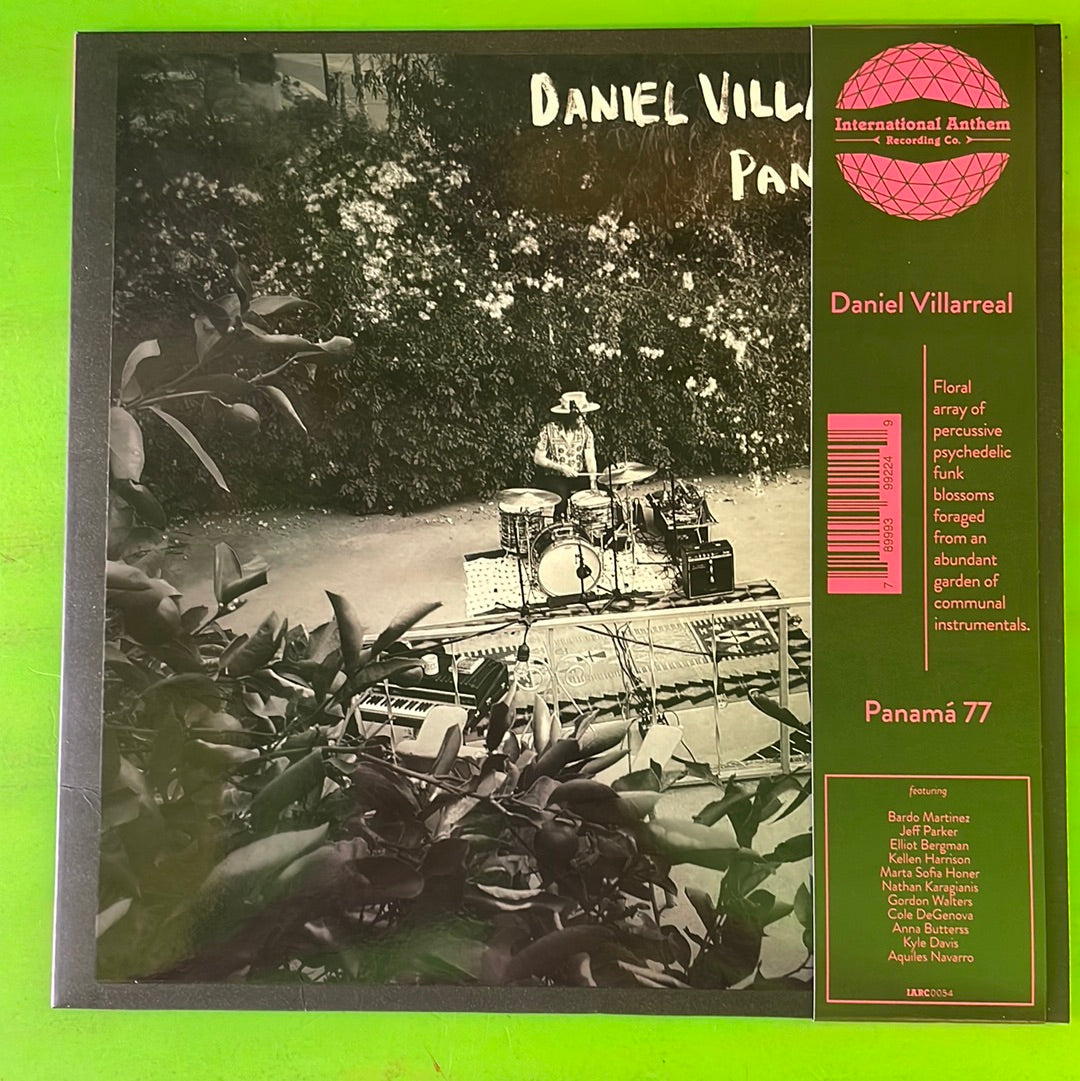 DANIEL VILLA
PAN
International Anthem
Recording Co.
Daniel Villarreal
Floral
array of
percussive
psychedelic
funk
blossoms
foraged
from an
abundant
garden of
communal
instrumentals.
7 89993 99224 9
Panamá 77
featuring
Bardo Martinez
Jeff Parker
Elliot Bergman
Kellen Harrison
Marta Sofia Honer
Nathan Karagianis
Gordon Walters
Cole DeGenova
Anna Butterss
Kyle Davis
Aquiles Navarro
IARC0054